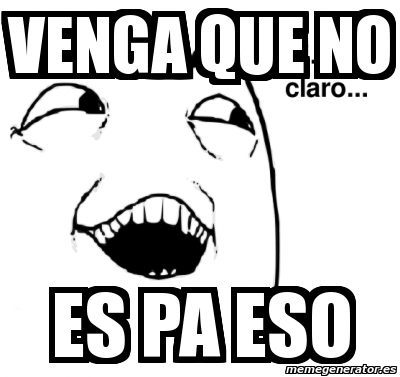 VENGA QUE NO
claro...
ES PA ESO
memegenerator.es